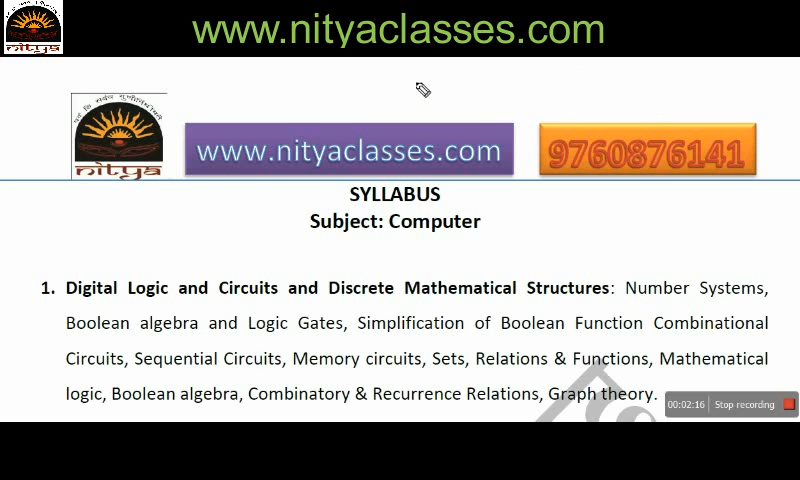 nitya
www.nityaclasses.com
nitya
www.nityaclasses.com
9760876141
SYLLABUS
Subject: Computer
1. Digital Logic and Circuits and Discrete Mathematical Structures: Number Systems,
Boolean algebra and Logic Gates, Simplification of Boolean Function Combinational
Circuits, Sequential Circuits, Memory circuits, Sets, Relations & Functions, Mathematical
logic, Boolean algebra, Combinatory & Recurrence Relations, Graph theory.
00:02:16 Stop recording